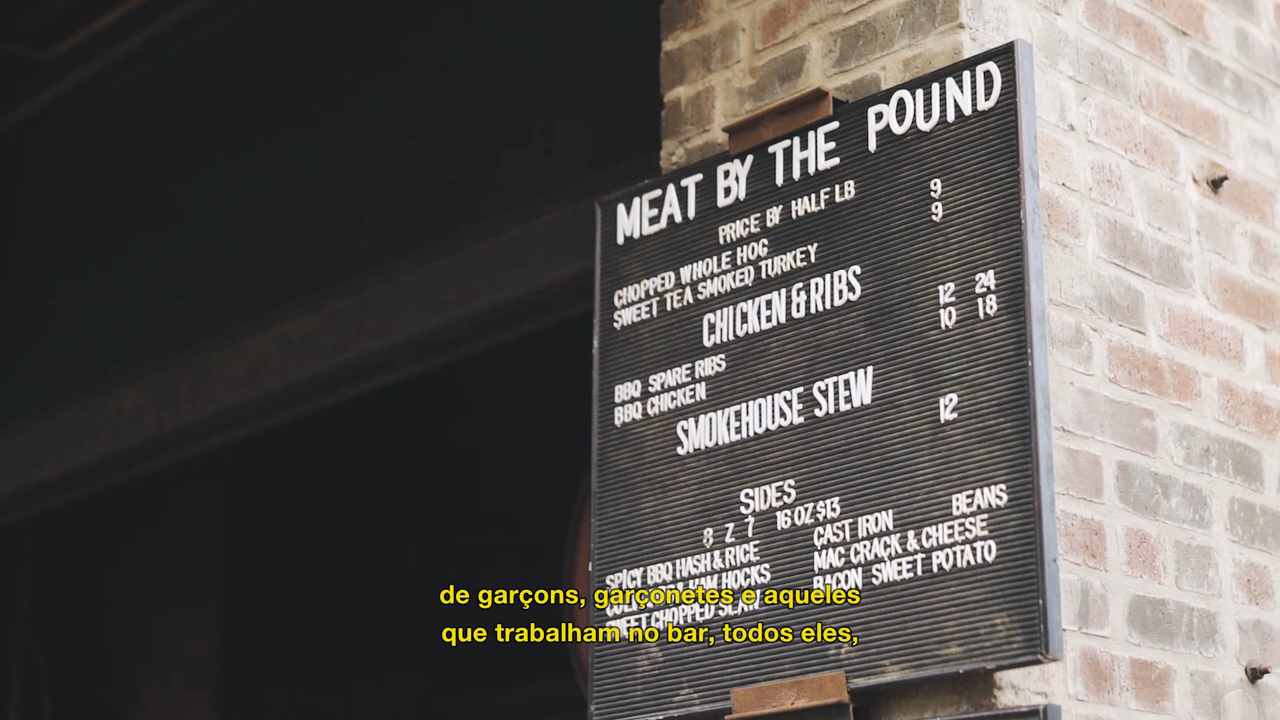 MEAT BY THE POUND
PRICE BY HALF LB
CHOPPED WHOLE HOG 9
SWEET TEA SMOKED TURKEY 9
CHICKEN & RIBS
BBQ SPARE RIBS 12 24
BBQ CHICKEN 10 18
SMOKEHOUSE STEW
12
SIDES
8 Z 7 16 OZ $13
SPICY BBQ HASH & RICE
HAM HOCKS
SWEET CHOPPED SLAW
CAST IRON BEANS
MAC CRACK & CHEESE
BACON SWEET POTATO
de garçons, garçonetes e aqueles
que trabalham no bar, todos eles,